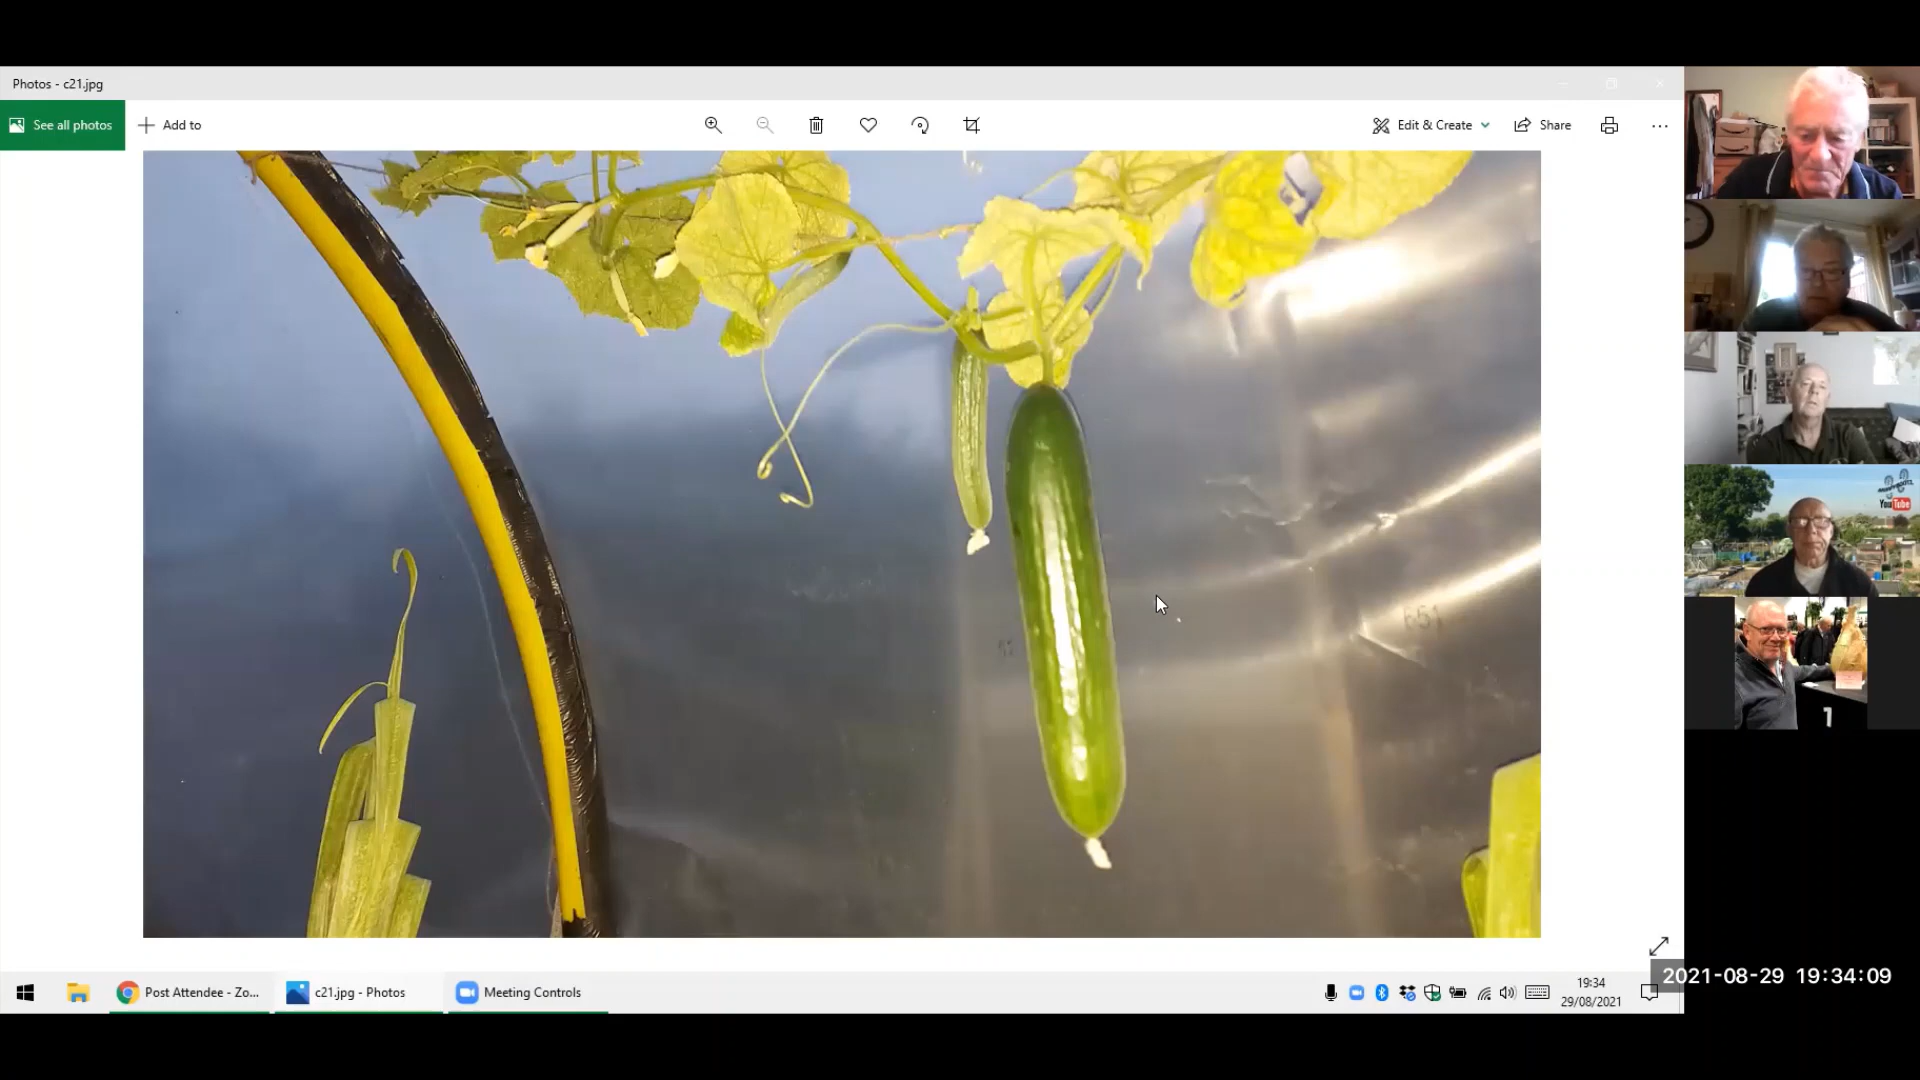 Photos - c21.jpg
See all photos
Add to
Edit & Create
Share
YouTube
651
1
Post Attendee - Zo...
c21.jpg - Photos
Meeting Controls
19:34
29/08/2021
2021-08-29 19:34:09